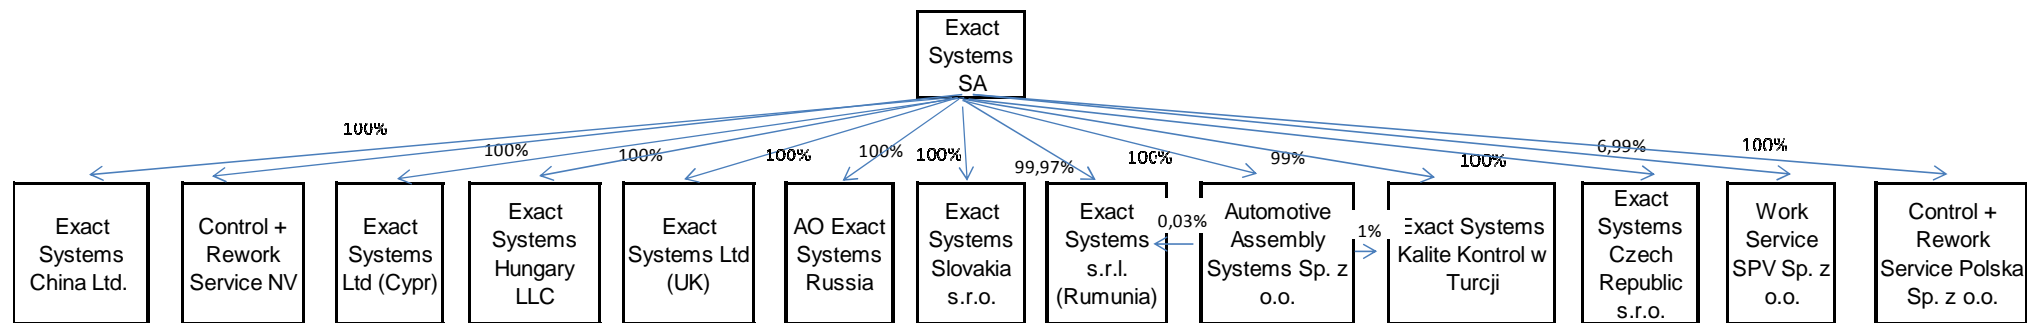 Exact
Systems
SA
100%
100%
100%
100%
100%
100%
99,97%
100%
99%
100%
6,99%
100%
Exact
Systems
China Ltd.
Control +
Rework
Service NV
Exact
Systems
Ltd (Cypr)
Exact
Systems
Hungary
LLC
Exact
Systems Ltd
(UK)
AO Exact
Systems
Russia
Exact
Systems
Slovakia
s.r.o.
Exact
Systems
s.r.l.
(Rumunia)
0,03%
Automotive
Assembly
Systems Sp. z
o.o.
1%
Exact Systems
Kalite Kontrol w
Turcji
Exact
Systems
Czech
Republic
s.r.o.
Work
Service
SPV Sp. z
o.o.
Control +
Rework
Service Polska
Sp. z o.o.